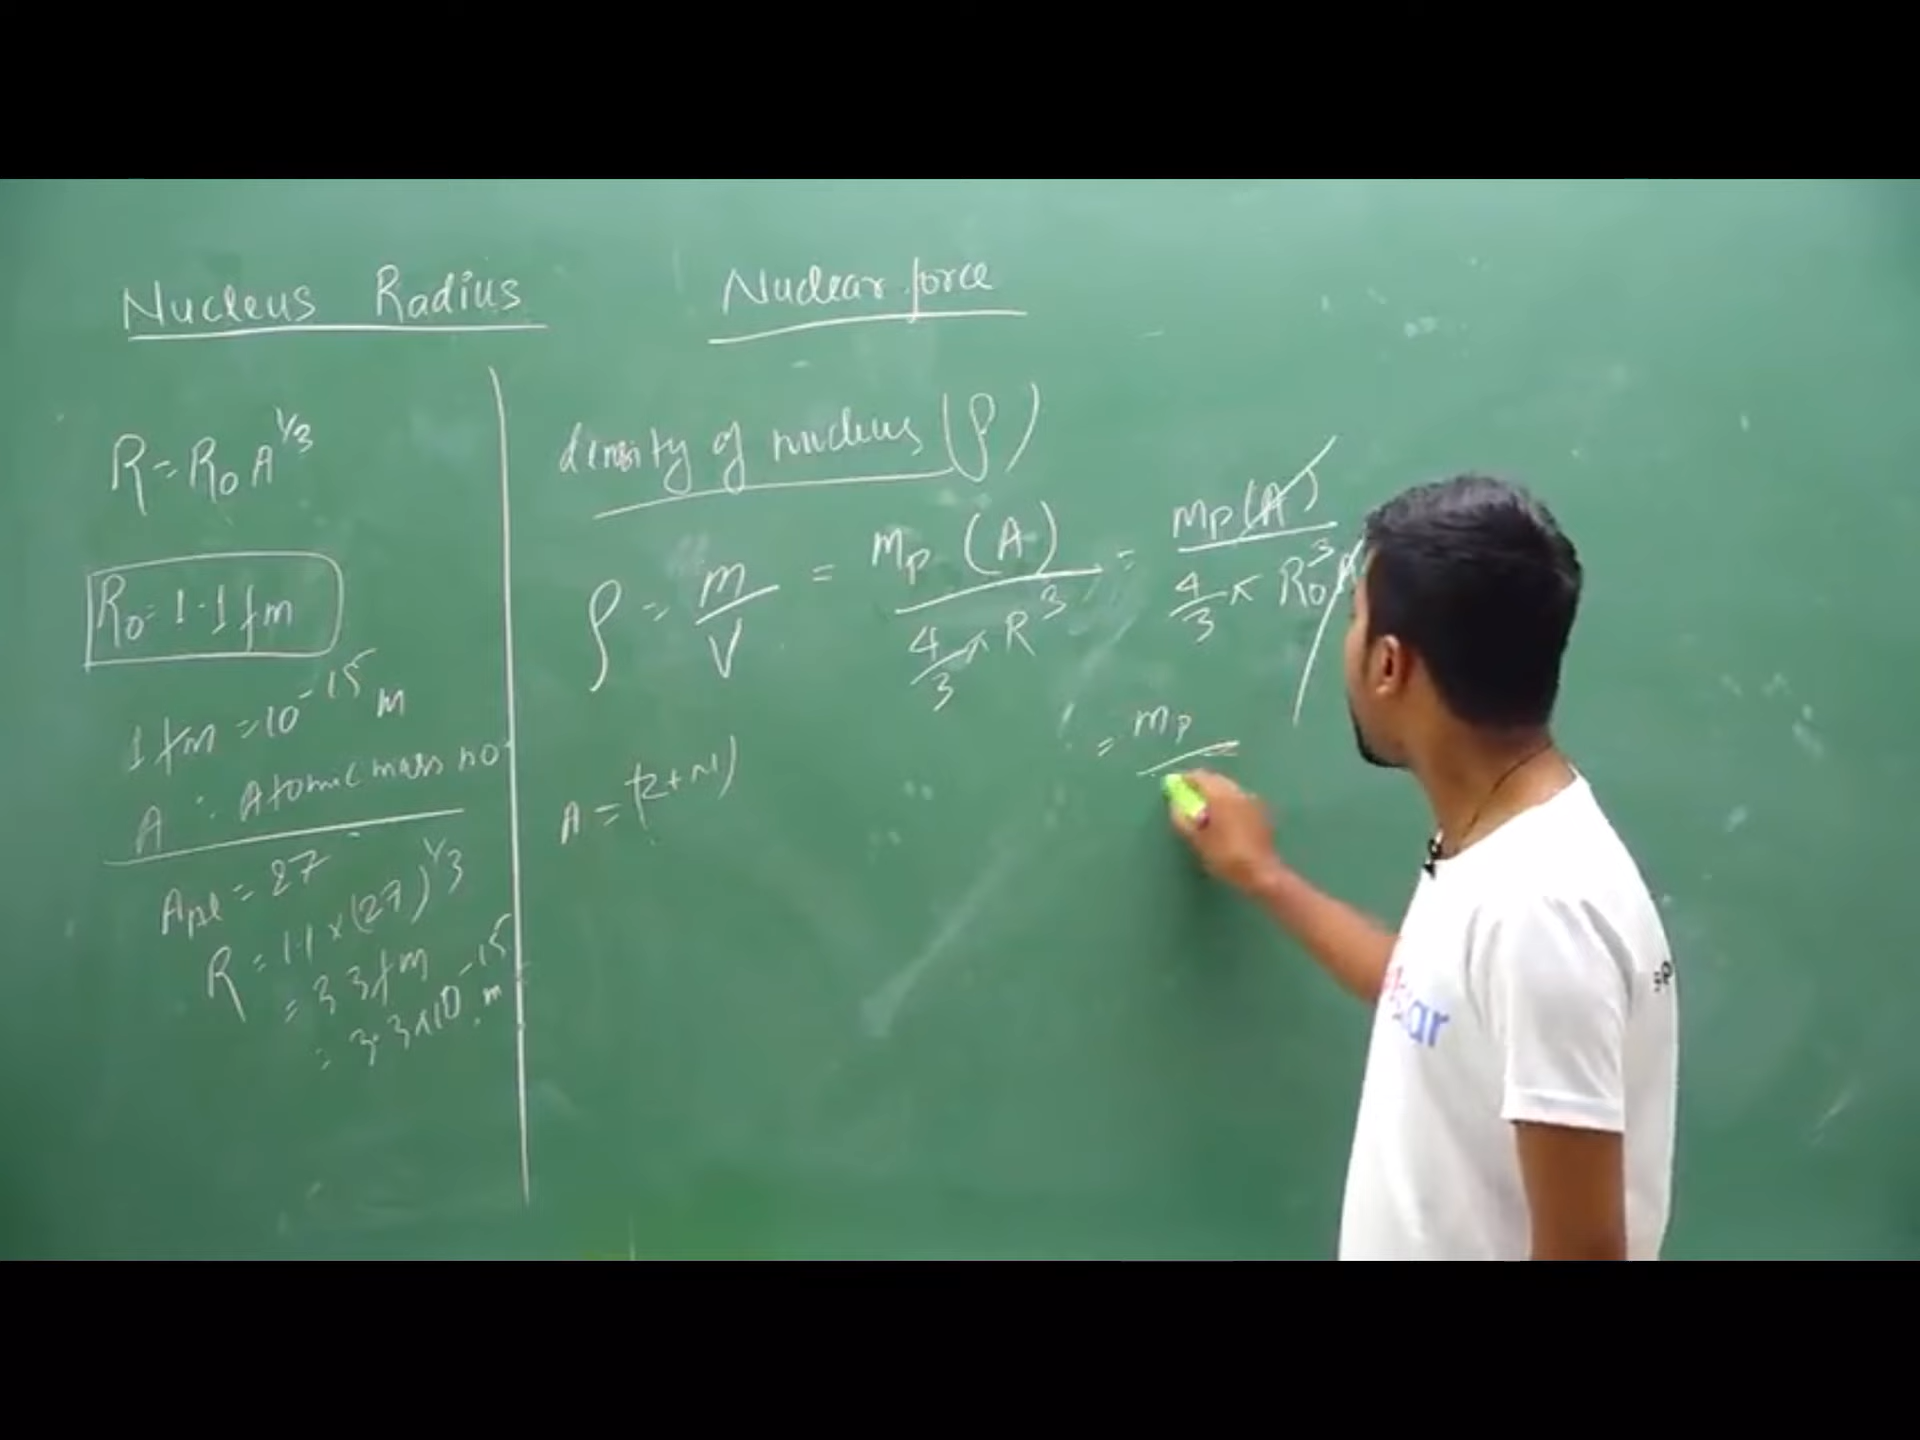 Nucleus Radius
Nuclear force
R = R₀ A^1/3
R₀ = 1.1 fm
1 fm = 10^-15 m
A : Atomic mass no.
= 27
R = 1.1 × (27)^1/3
= 3.3 fm
= 3.3 × 10^-15 m
density of nucleus (ρ)
ρ = m/V = mp (A) / 4/3 π R³ = mp (A) / 4/3 π R₀³ A
A = (Z + N)
= mp
ar